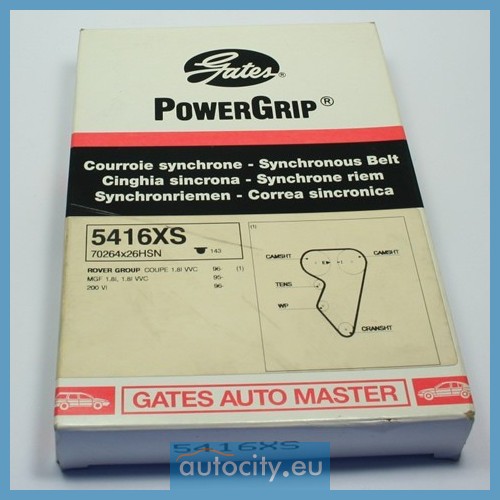 Gates®
POWERGRIP®
Courroie synchrone - Synchronous Belt
Cinghia sincrona - Synchrone riem
Synchronriemen - Correa sincronica
5416XS
70264x26HSN 143
ROVER GROUP COUPE 1.8i VVC 96- (1)
MGF 1.8i, 1.8i VVC 95-
200 VI 96-
(1)
CAMSHT CAMSHT
TENS
WP
CRANKSHT
GATES AUTO MASTER
5416XS
autocity.eu